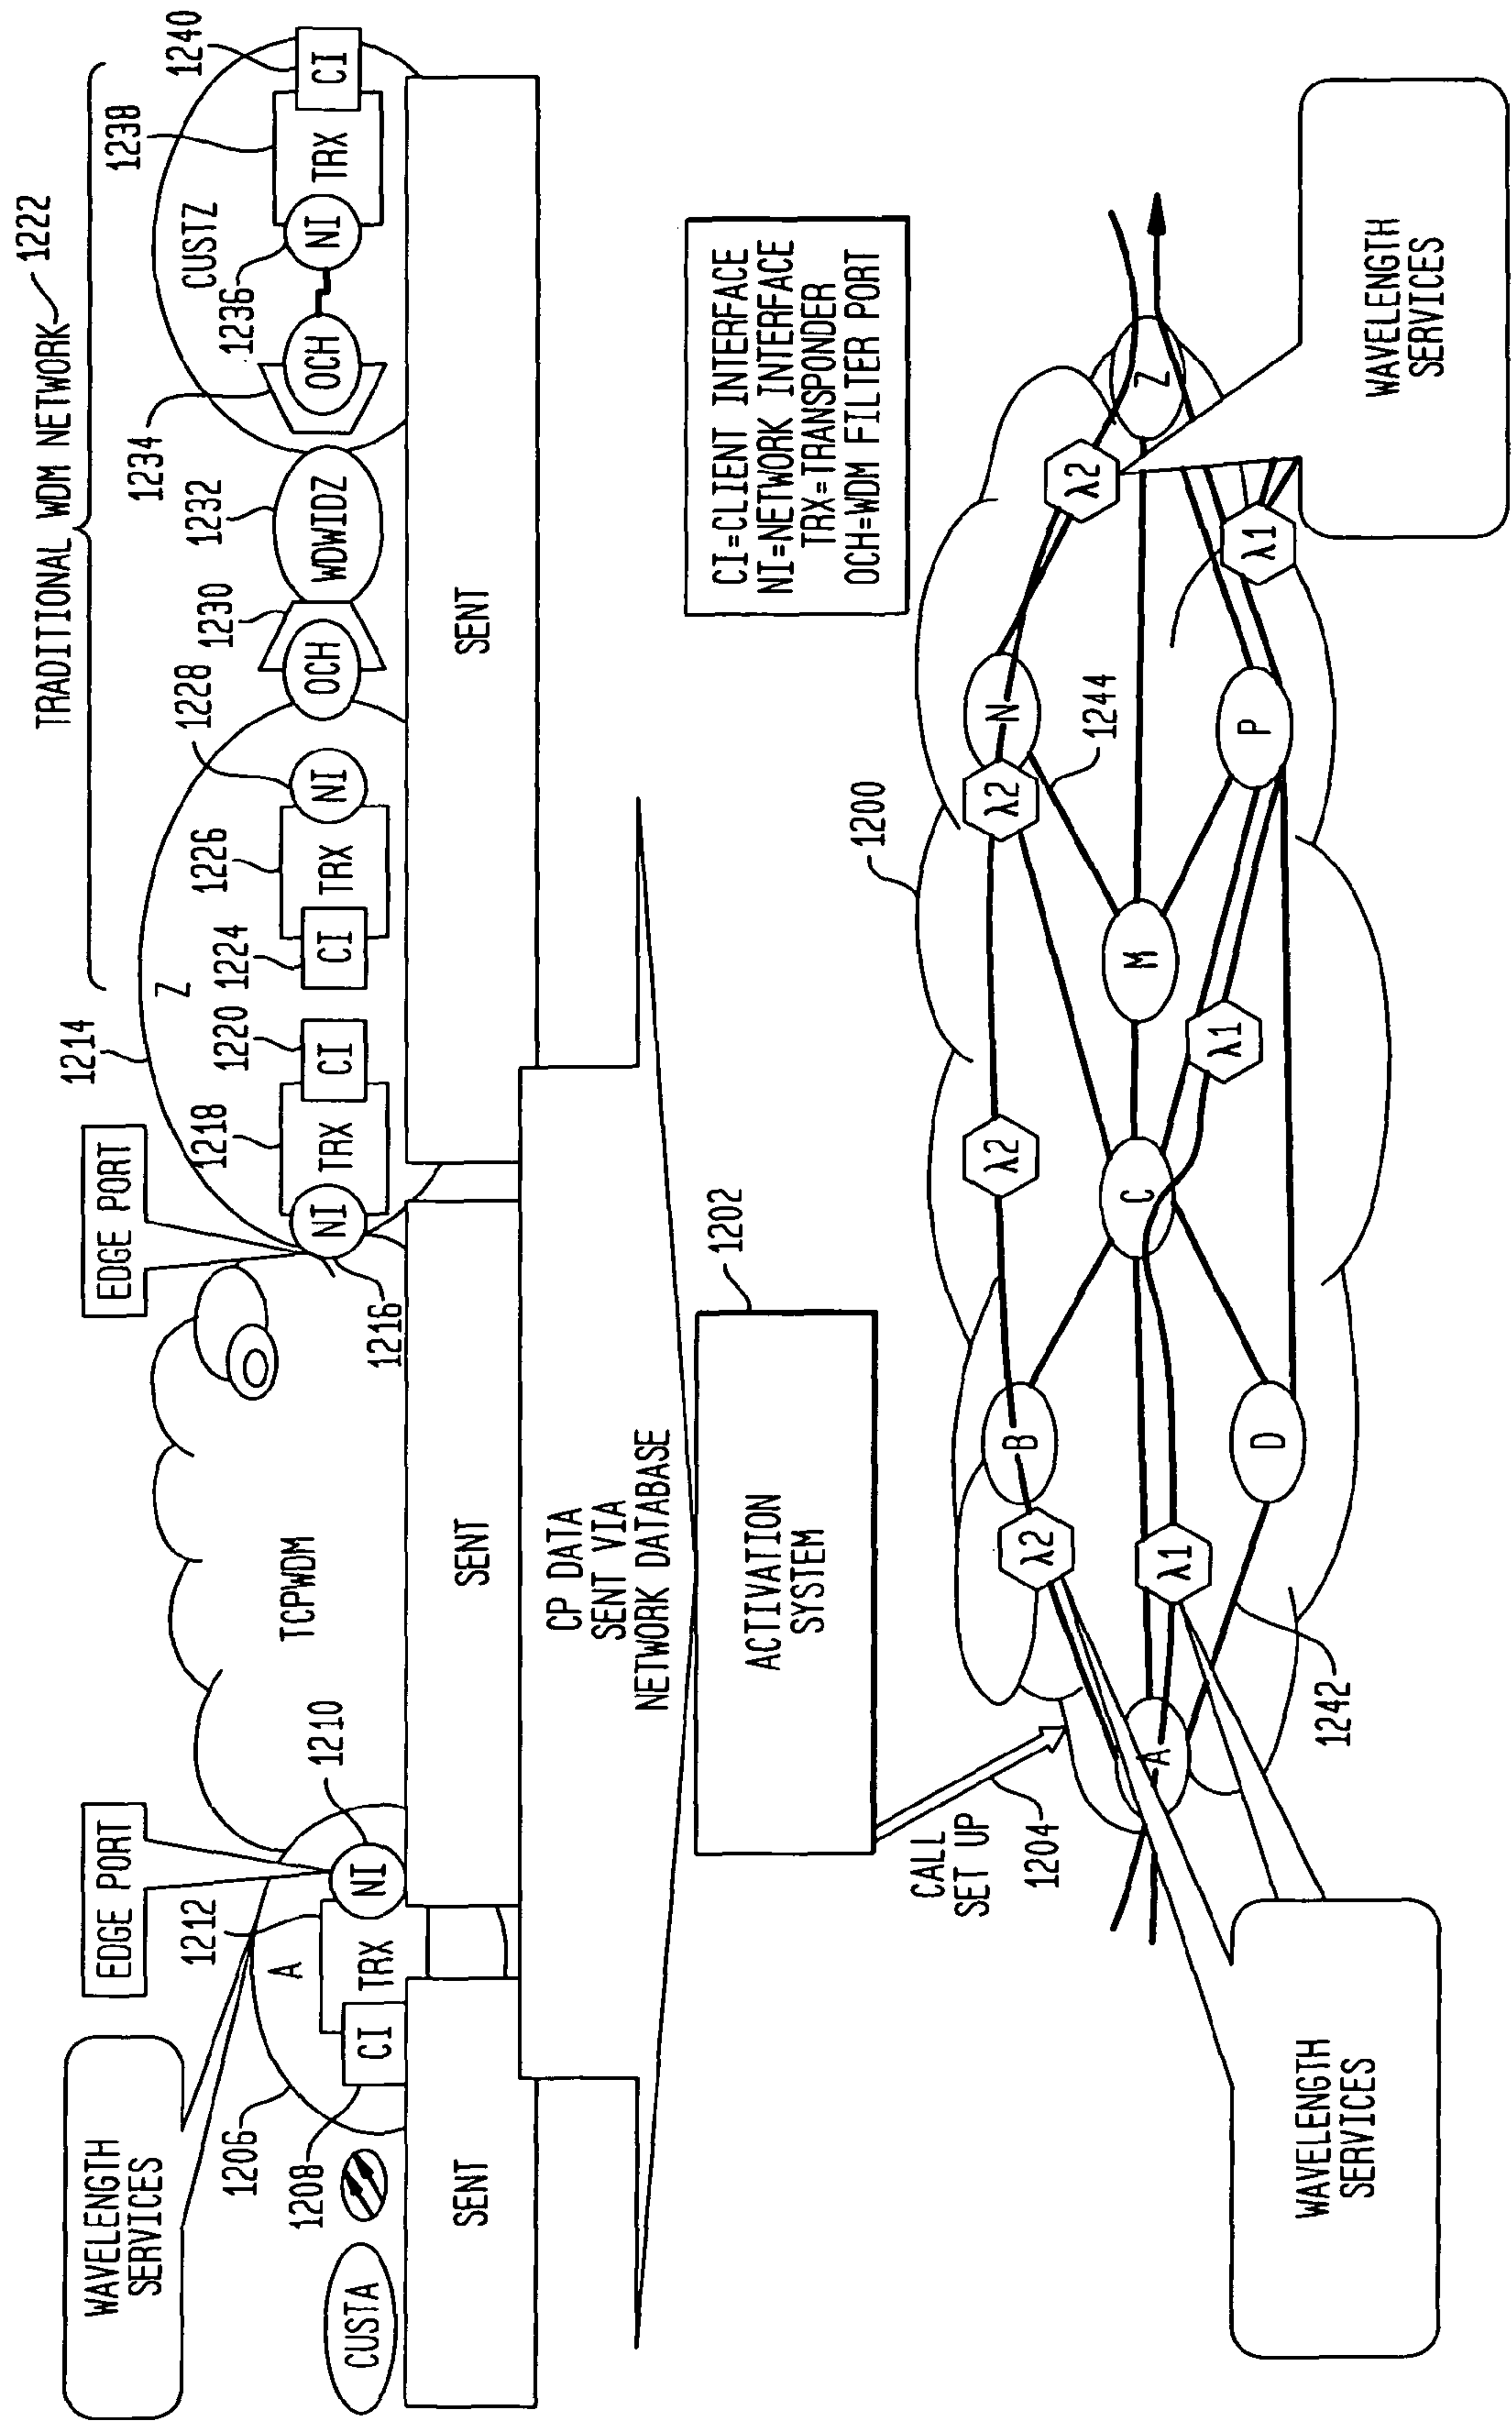 TRADITIONAL WDM NETWORK
1222
WAVELENGTH
SERVICES
EDGE PORT
EDGE PORT
1206
1208
1212
1210
1216
1218
1214
1220
1224
1226
1228
1230
1232
1234
1236
1238
1240
CUSTA
A
CI
TRX
NI
TCPWDM
Z
NI
TRX
CI
CI
TRX
NI
OCH
WDWIDZ
OCH
CUSTZ
NI
TRX
CI
SENT
SENT
SENT
CP DATA
SENT VIA
NETWORK DATABASE
ACTIVATION
SYSTEM
1202
CI=CLIENT INTERFACE
NI=NETWORK INTERFACE
TRX=TRANSPONDER
OCH=WDM FILTER PORT
CALL
SET UP
1204
1200
1244
1242
λ2
B
λ2
λ2
N
λ2
A
λ1
C
M
Z
λ1
D
P
λ1
WAVELENGTH
SERVICES
WAVELENGTH
SERVICES